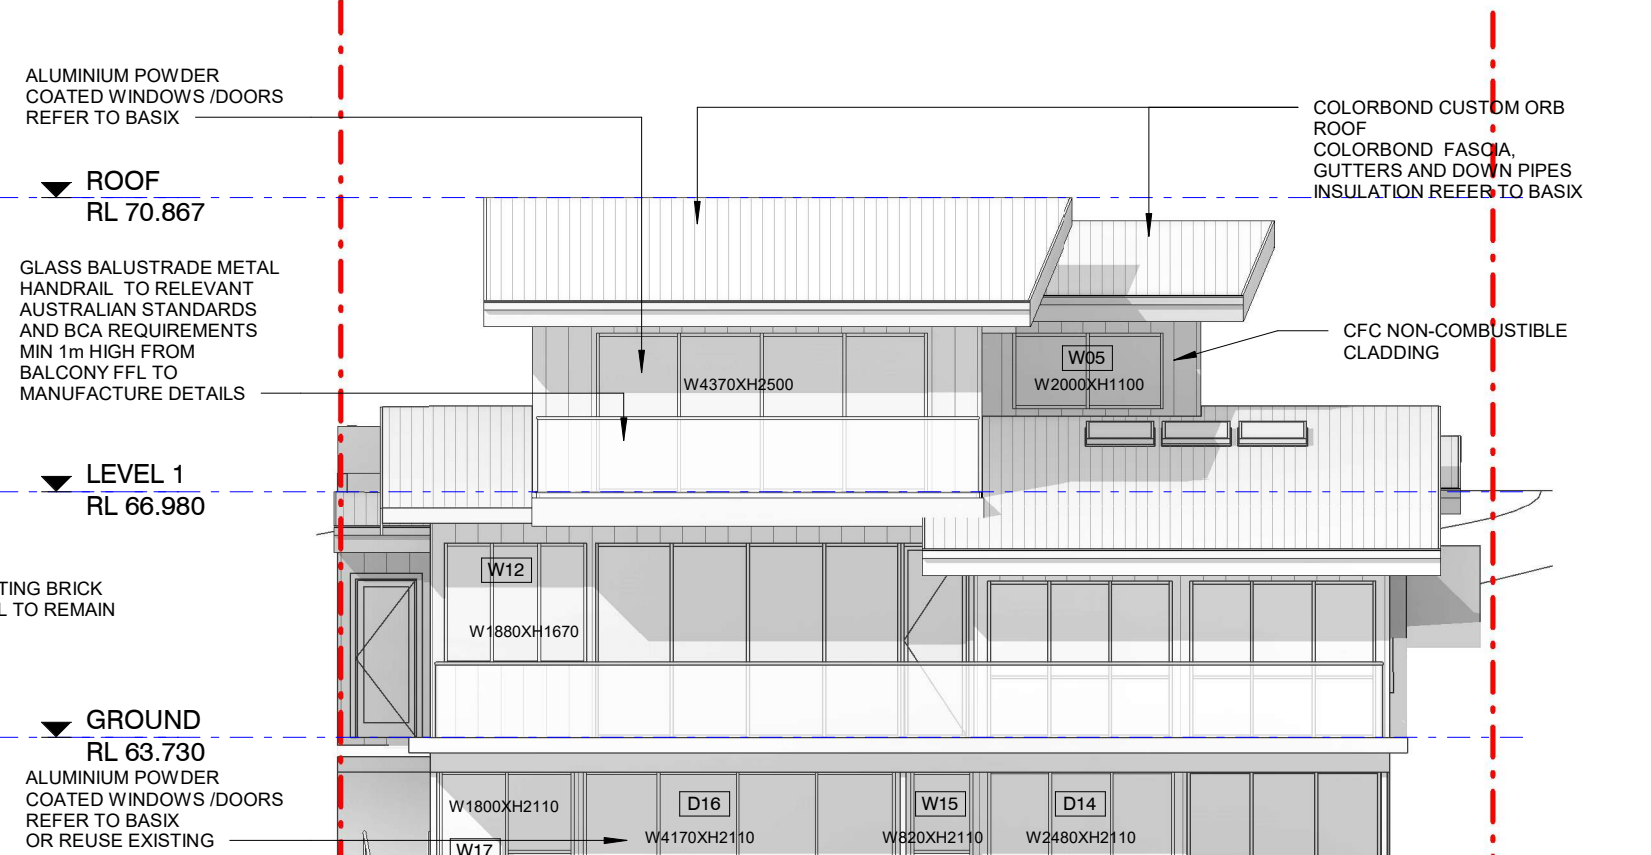 ALUMINIUM POWDER
COATED WINDOWS /DOORS
REFER TO BASIX
COLORBOND CUSTOM ORB
ROOF
COLORBOND FASCIA,
GUTTERS AND DOWN PIPES
INSULATION REFER TO BASIX
ROOF
RL 70.867
GLASS BALUSTRADE METAL
HANDRAIL TO RELEVANT
AUSTRALIAN STANDARDS
AND BCA REQUIREMENTS
MIN 1m HIGH FROM
BALCONY FFL TO
MANUFACTURE DETAILS
CFC NON-COMBUSTIBLE
CLADDING
W05
W4370XH2500
W2000XH1100
LEVEL 1
RL 66.980
W12
W1880XH1670
TING BRICK
L TO REMAIN
GROUND
RL 63.730
ALUMINIUM POWDER
COATED WINDOWS /DOORS
REFER TO BASIX
OR REUSE EXISTING
W1800XH2110
D16
W15
D14
W4170XH2110
W820XH2110
W2480XH2110
W17